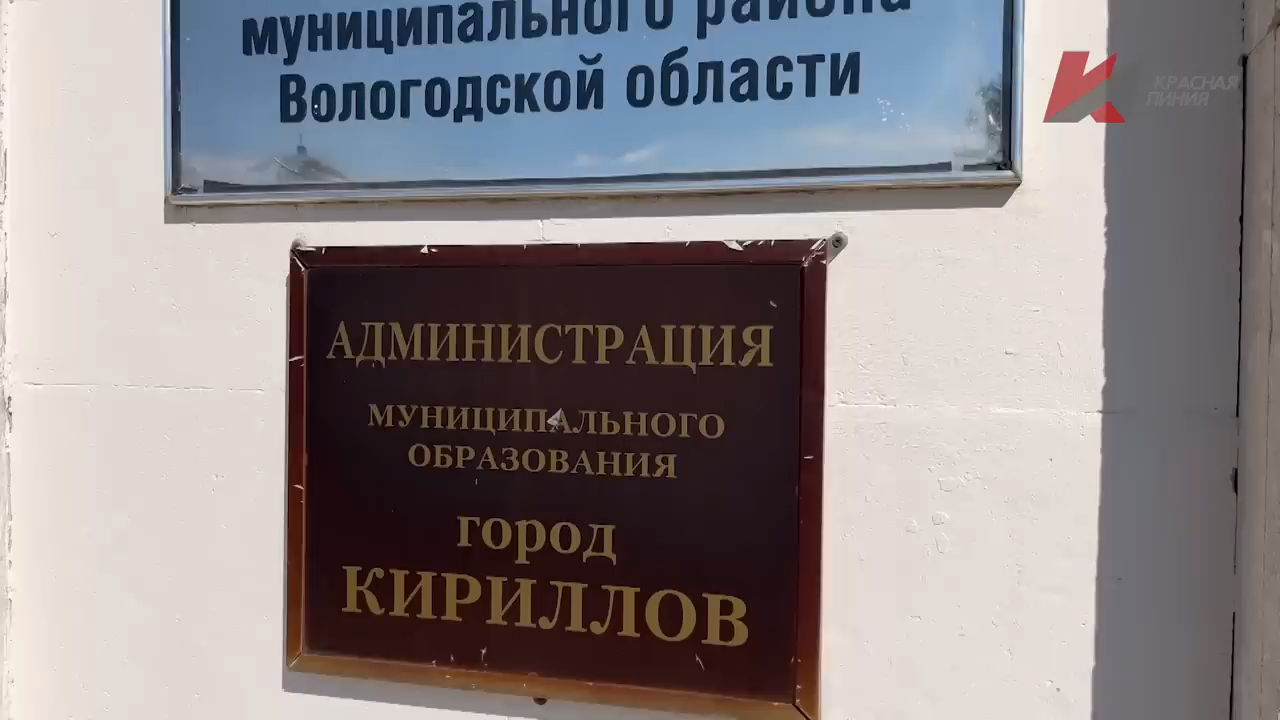 муниципального района
Вологодской области
КРАСНАЯ
ЛИНИЯ
АДМИНИСТРАЦИЯ
МУНИЦИПАЛЬНОГО
ОБРАЗОВАНИЯ
город
КИРИЛЛОВ